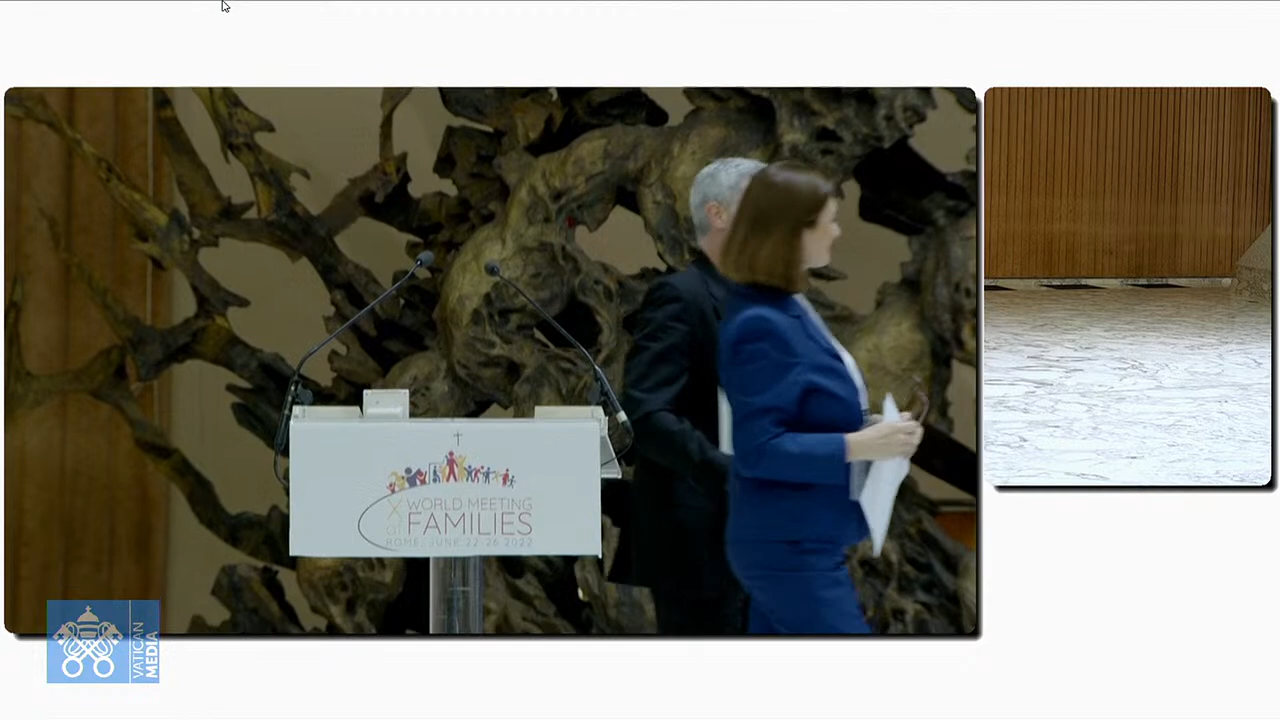 X
WORLD MEETING
OF
FAMILIES
ROME, JUNE 22-26 2022
VATICAN
MEDIA